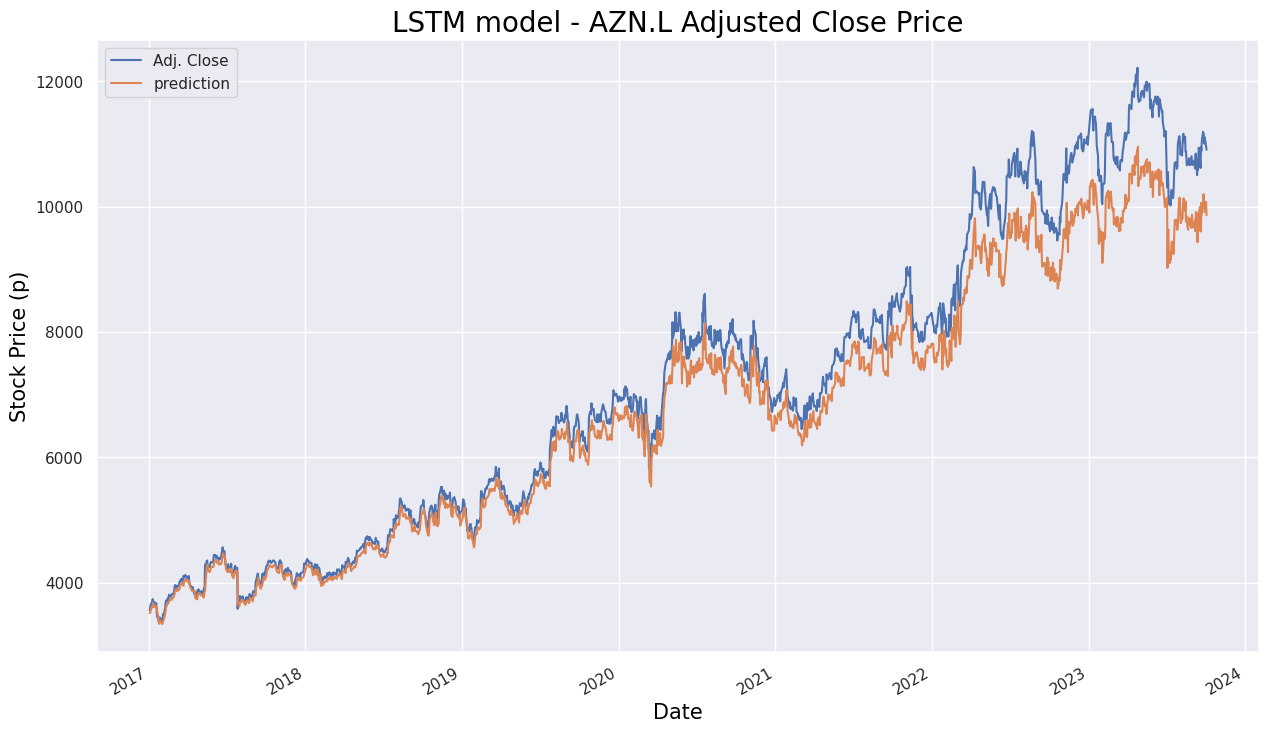 LSTM model - AZN.L Adjusted Close Price
Adj. Close
prediction
12000
10000
8000
6000
4000
Stock Price (p)
2017
2018
2019
2020
2021
2022
2023
2024
Date